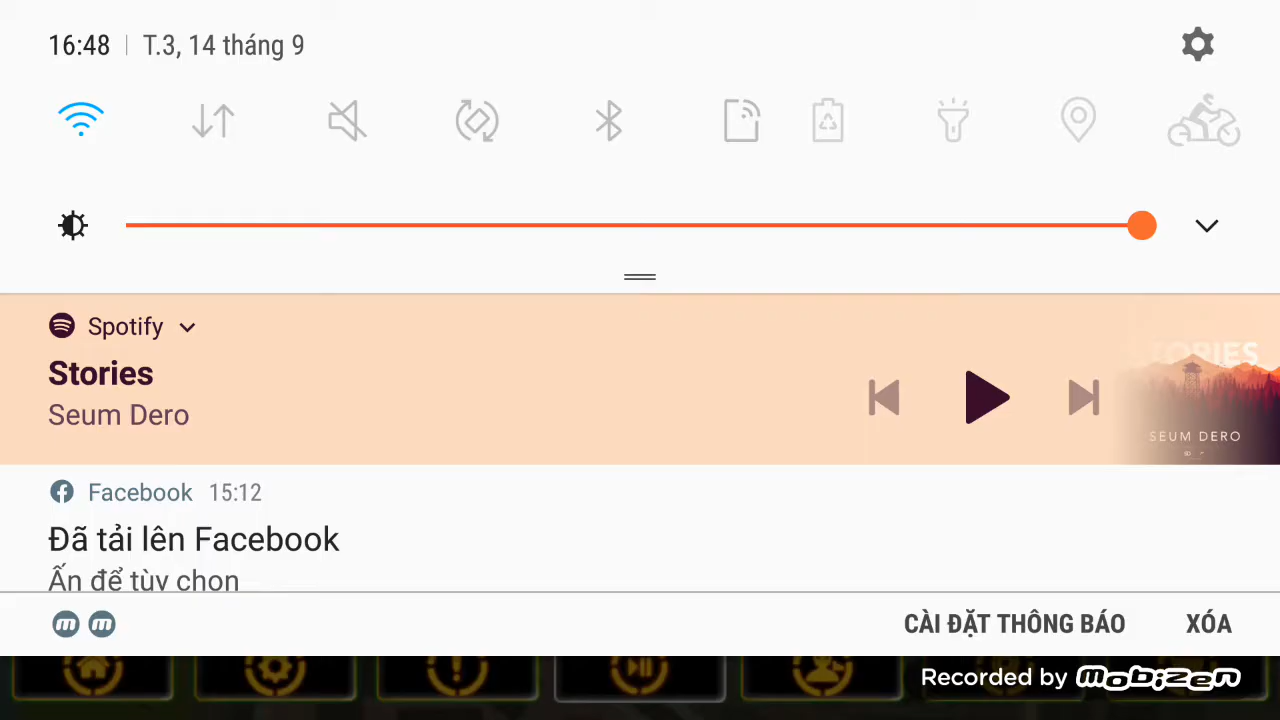 16:48 | T.3, 14 tháng 9
Spotify
Stories
Seum Dero
STORIES
SEUM DERO
Facebook 15:12
Đã tải lên Facebook
Ấn để tùy chọn
CÀI ĐẶT THÔNG BÁO XÓA
Recorded by mobizen